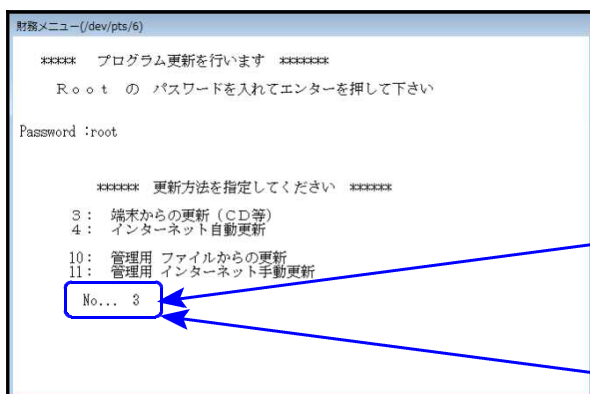 財務メニュー(/dev/pts/6)
***** プログラム更新を行います *******
Ｒｏｏｔ の パスワードを入れてエンターを押して下さい
Password :root
****** 更新方法を指定してください ******
3: 端末からの更新(ＣＤ等)
4: インターネット自動更新
10: 管理用 ファイルからの更新
11: 管理用 インターネット手動更新
No... 3